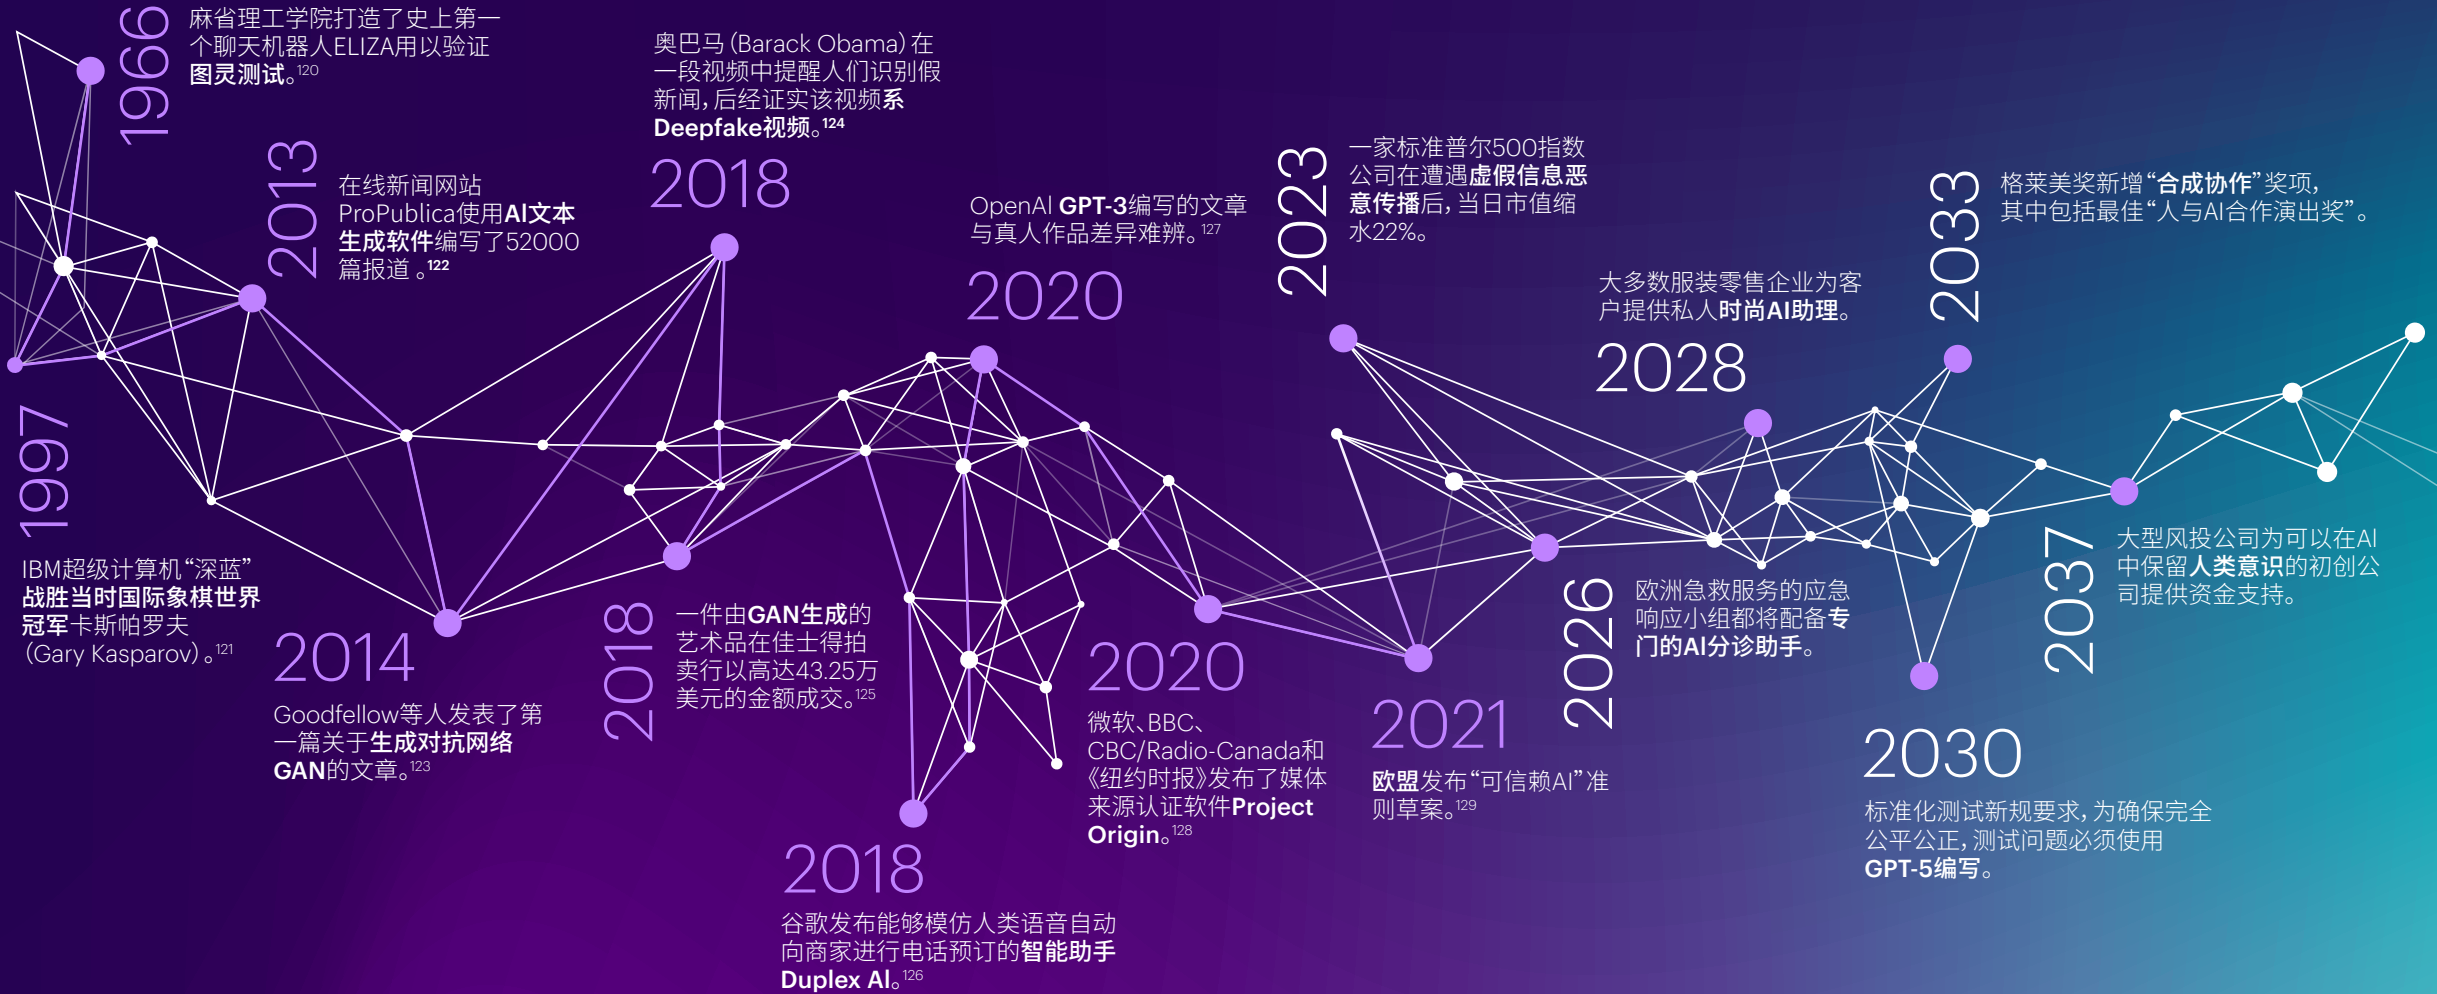 1966
麻省理工学院打造了史上第一
个聊天机器人ELIZA用以验证
图灵测试。120
1997
IBM超级计算机“深蓝”
战胜当时国际象棋世界
冠军卡斯帕罗夫
（Gary Kasparov）。121
2013
在线新闻网站
ProPublica使用AI文本
生成软件编写了52000
篇报道 。122
2014
Goodfellow等人发表了第
一篇关于生成对抗网络
GAN的文章。123
奥巴马（Barack Obama）在
一段视频中提醒人们识别假
新闻，后经证实该视频系
Deepfake视频。124
2018
2018
一件由GAN生成的
艺术品在佳士得拍
卖行以高达43.25万
美元的金额成交。125
2018
谷歌发布能够模仿人类语音自动
向商家进行电话预订的智能助手
Duplex AI。126
OpenAI GPT-3编写的文章
与真人作品差异难辨。127
2020
2020
微软、BBC、
CBC/Radio-Canada和
《纽约时报》发布了媒体
来源认证软件Project
Origin。128
2021
欧盟发布“可信赖AI”准
则草案。129
2023
一家标准普尔500指数
公司在遭遇虚假信息恶
意传播后，当日市值缩
水22%。
2026
欧洲急救服务的应急
响应小组都将配备专
门的AI分诊助手。
大多数服装零售企业为客
户提供私人时尚AI助理。
2028
2030
标准化测试新规要求，为确保完全
公平公正，测试问题必须使用
GPT-5编写。
2033
格莱美奖新增“合成协作”奖项，
其中包括最佳“人与AI合作演出奖”。
2037
大型风投公司为可以在AI
中保留人类意识的初创公
司提供资金支持。